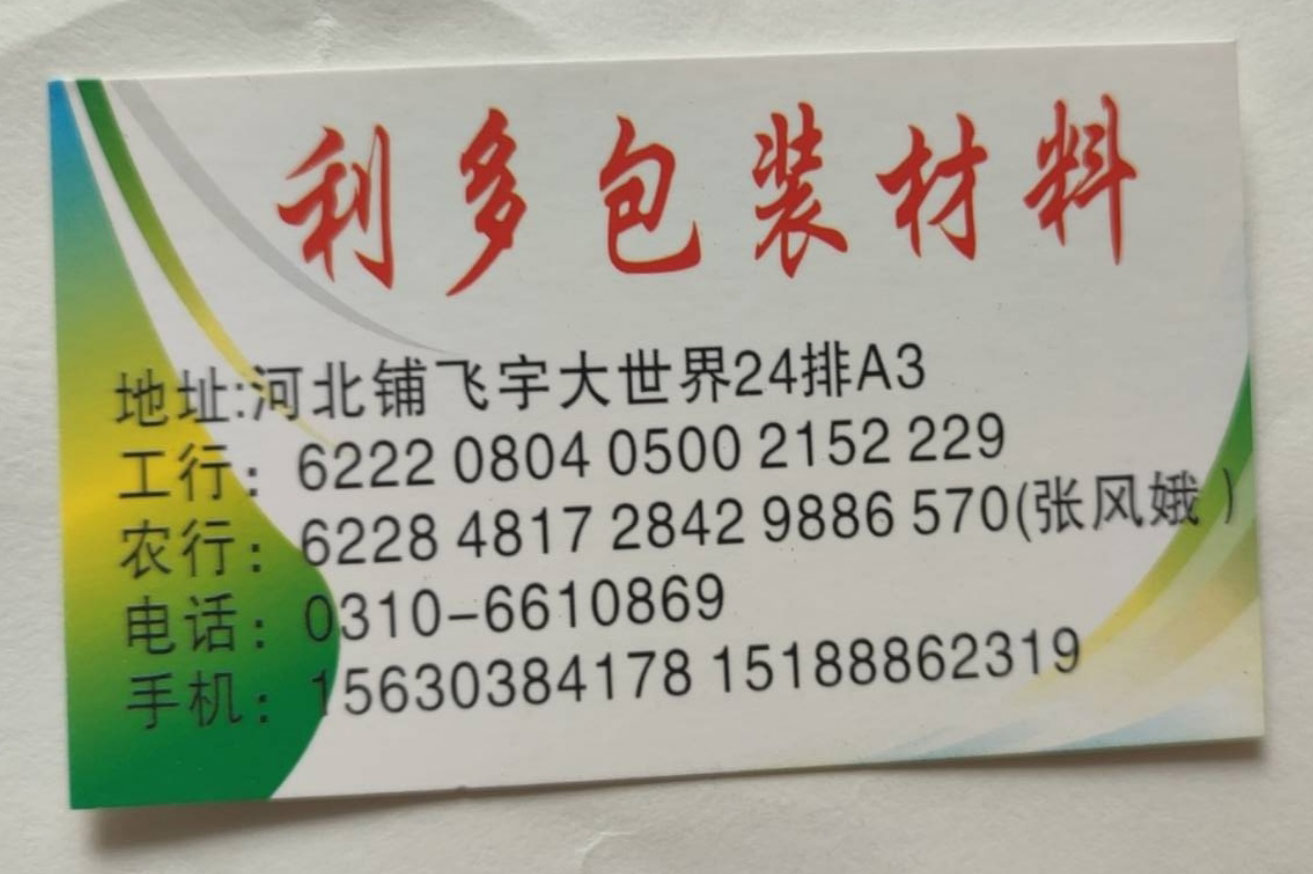 利多包装材料
地址:河北铺飞宇大世界24排A3
工行：6222 0804 0500 2152 229
农行：6228 4817 2842 9886 570(张风娥）
电话：0310-6610869
手机：15630384178 15188862319